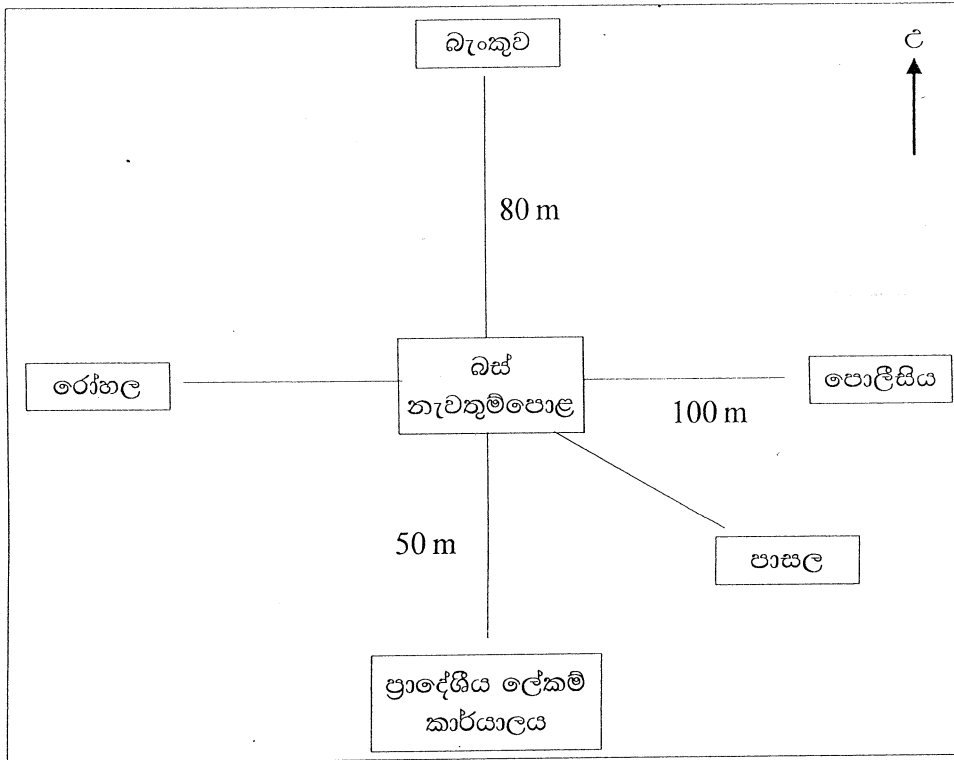 බැංකුව
උ
80 m
රෝහල
බස්
නැවතුම්පොළ
පොලීසිය
100 m
50 m
පාසල
ප්‍රාදේශීය ලේකම්
කාර්යාලය